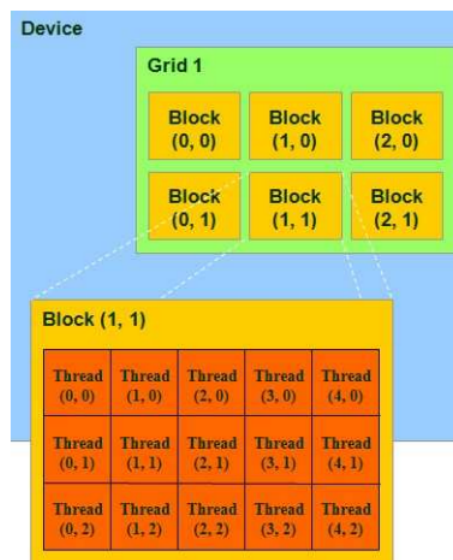 Device
Grid 1
Block Block Block
(0, 0) (1, 0) (2, 0)
Block Block Block
(0, 1) (1, 1) (2, 1)
Block (1, 1)
Thread Thread Thread Thread Thread
(0, 0) (1, 0) (2, 0) (3, 0) (4, 0)
Thread Thread Thread Thread Thread
(0, 1) (1, 1) (2, 1) (3, 1) (4, 1)
Thread Thread Thread Thread Thread
(0, 2) (1, 2) (2, 2) (3, 2) (4, 2)